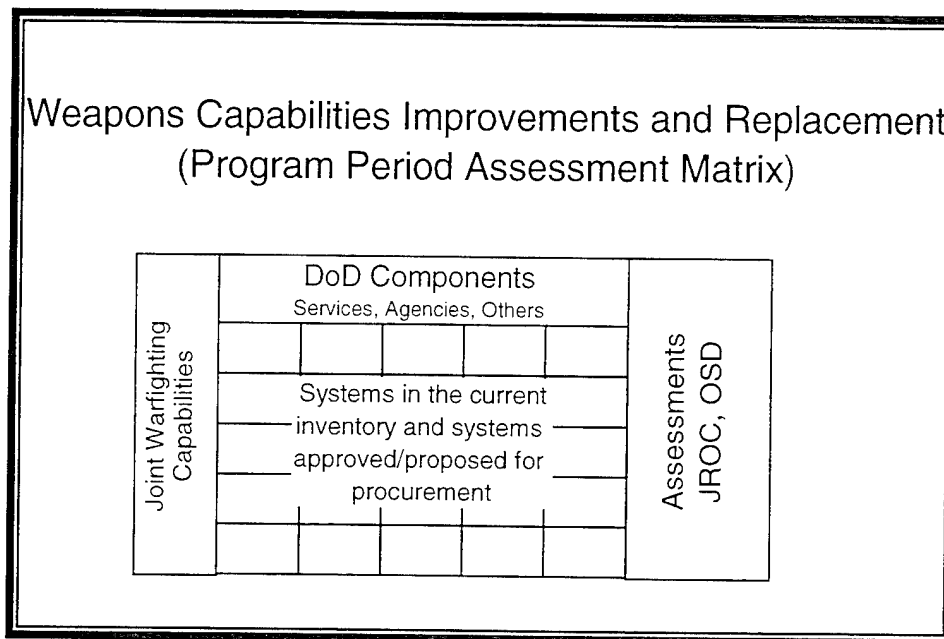 Weapons Capabilities Improvements and Replacement
(Program Period Assessment Matrix)
Joint Warfighting
Capabilities
DoD Components
Services, Agencies, Others
Systems in the current
inventory and systems
approved/proposed for
procurement
Assessments
JROC, OSD